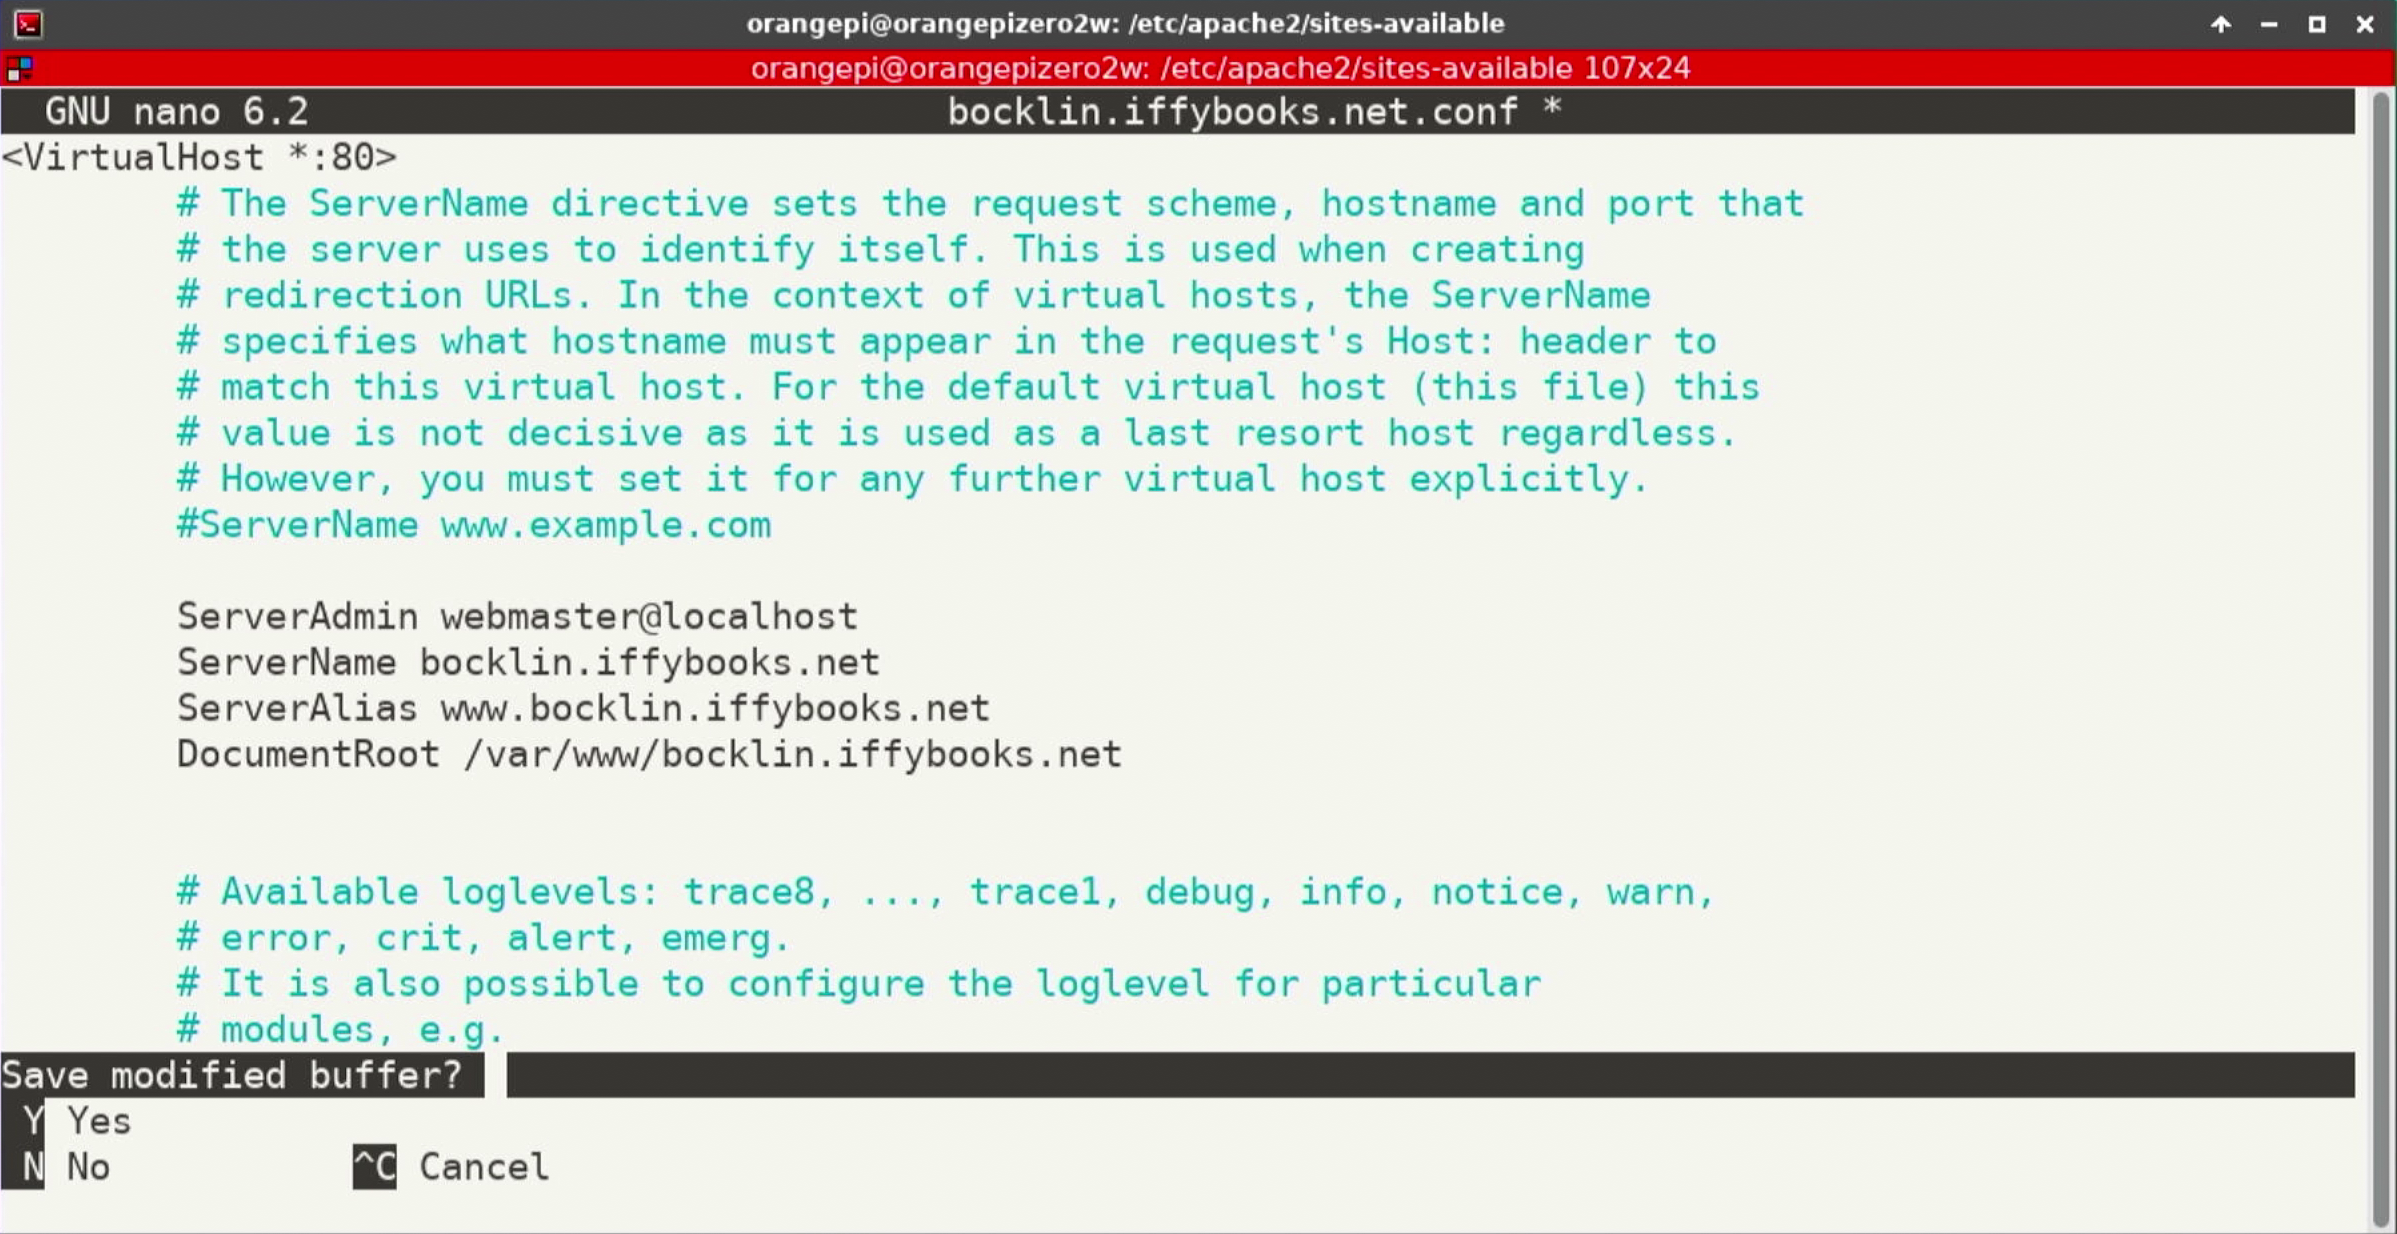 orangepi@orangepizero2w: /etc/apache2/sites-available
orangepi@orangepizero2w: /etc/apache2/sites-available 107x24
GNU nano 6.2 bocklin.iffybooks.net.conf *
<VirtualHost *:80>
# The ServerName directive sets the request scheme, hostname and port that
# the server uses to identify itself. This is used when creating
# redirection URLs. In the context of virtual hosts, the ServerName
# specifies what hostname must appear in the request's Host: header to
# match this virtual host. For the default virtual host (this file) this
# value is not decisive as it is used as a last resort host regardless.
# However, you must set it for any further virtual host explicitly.
#ServerName www.example.com
ServerAdmin webmaster@localhost
ServerName bocklin.iffybooks.net
ServerAlias www.bocklin.iffybooks.net
DocumentRoot /var/www/bocklin.iffybooks.net
# Available loglevels: trace8, ..., trace1, debug, info, notice, warn,
# error, crit, alert, emerg.
# It is also possible to configure the loglevel for particular
# modules, e.g.
Save modified buffer?
Y Yes
N No ^C Cancel